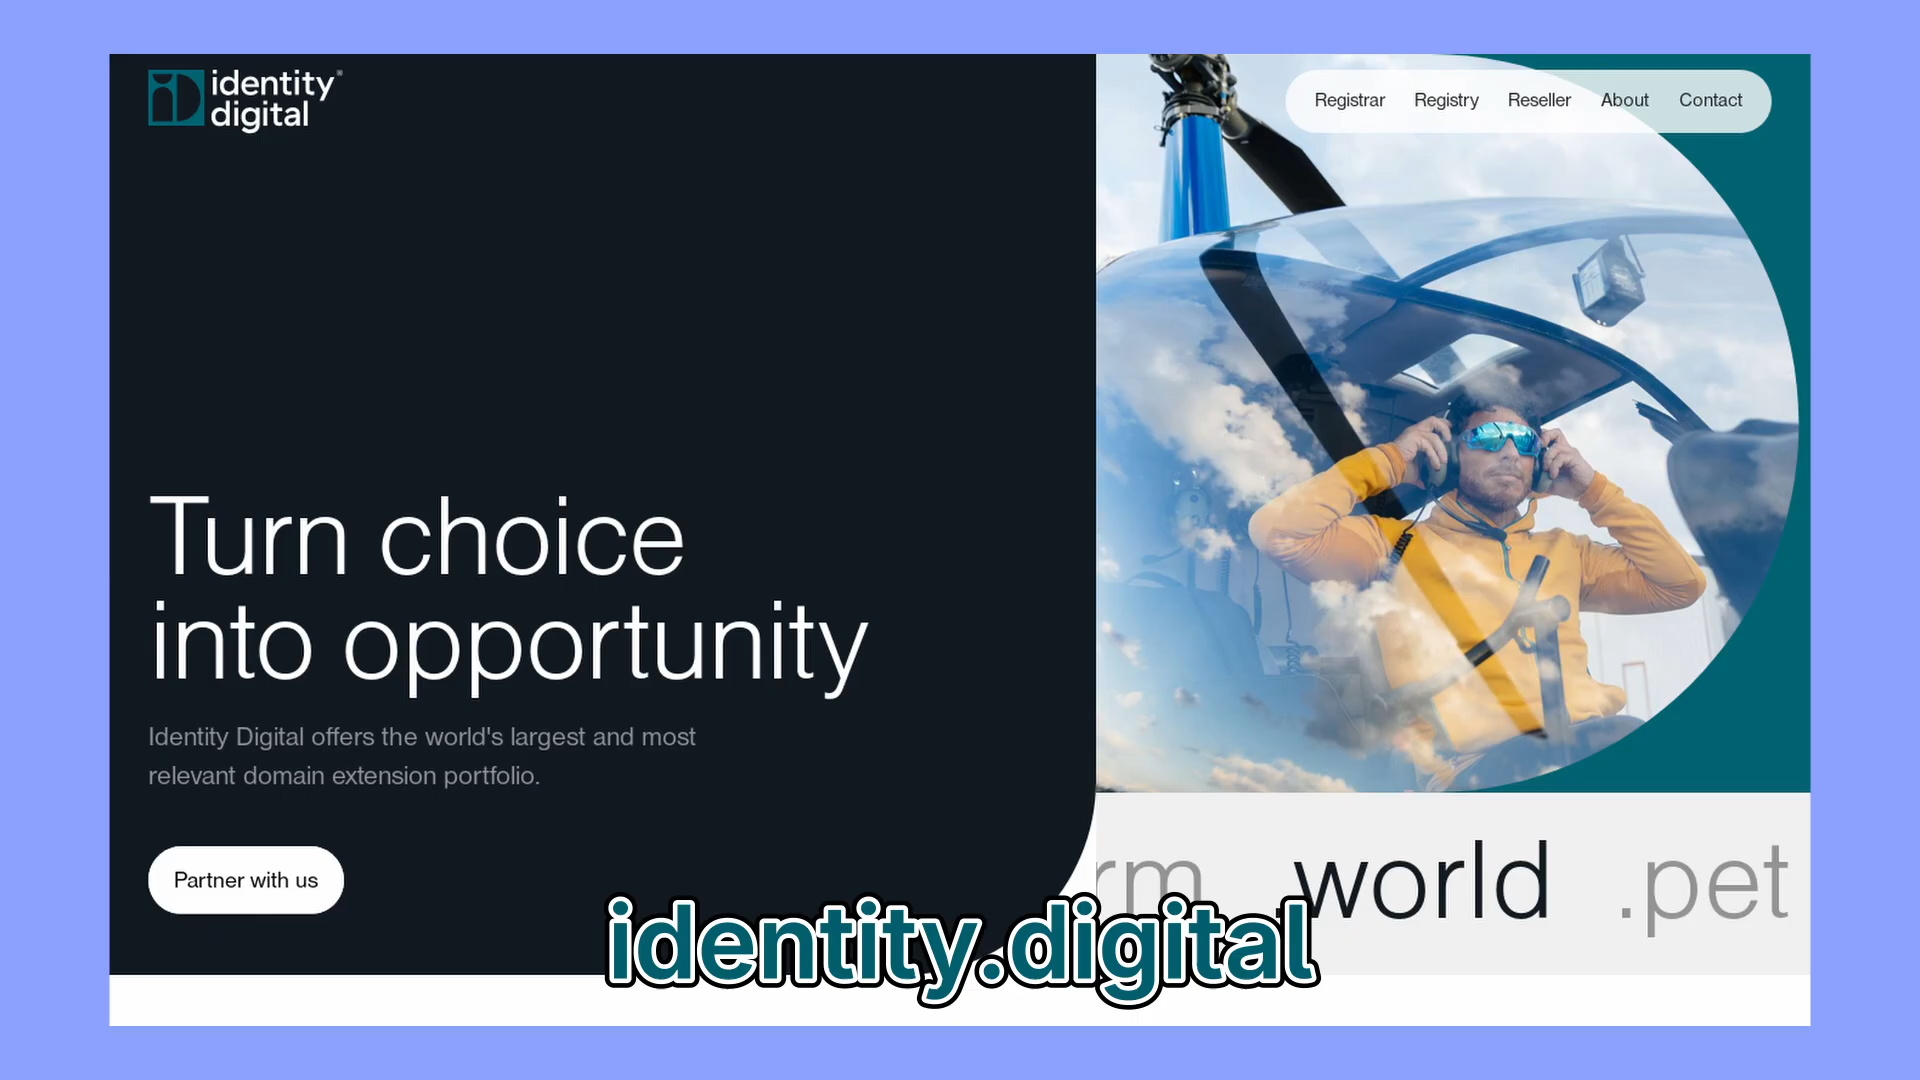 identity
digital
Registrar Registry Reseller About Contact
Turn choice
into opportunity
Identity Digital offers the world's largest and most
relevant domain extension portfolio.
Partner with us
rm .world .pet
identity.digital